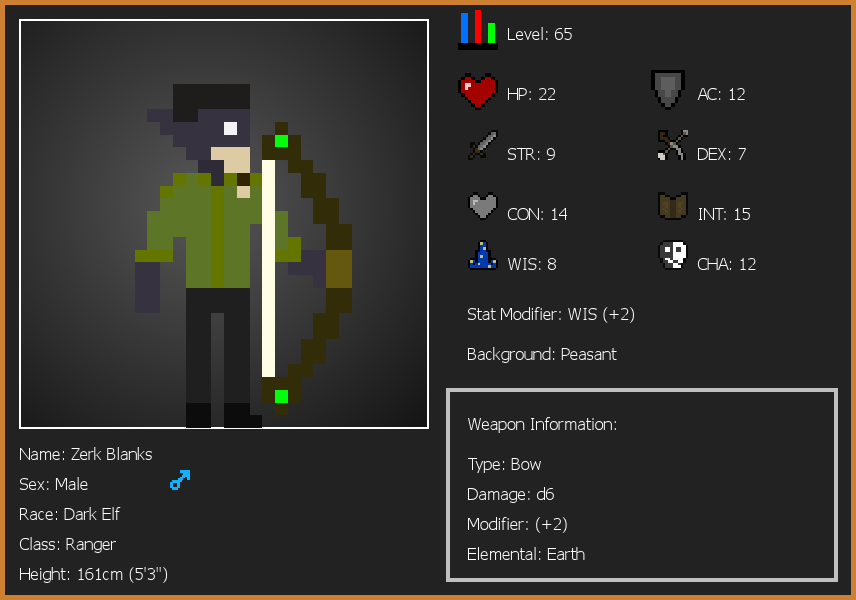 Level: 65
HP: 22
AC: 12
STR: 9
DEX: 7
CON: 14
INT: 15
WIS: 8
CHA: 12
Stat Modifier: WIS (+2)
Background: Peasant
Weapon Information:
Type: Bow
Damage: d6
Modifier: (+2)
Elemental: Earth
Name: Zerk Blanks
Sex: Male
Race: Dark Elf
Class: Ranger
Height: 161cm (5'3")